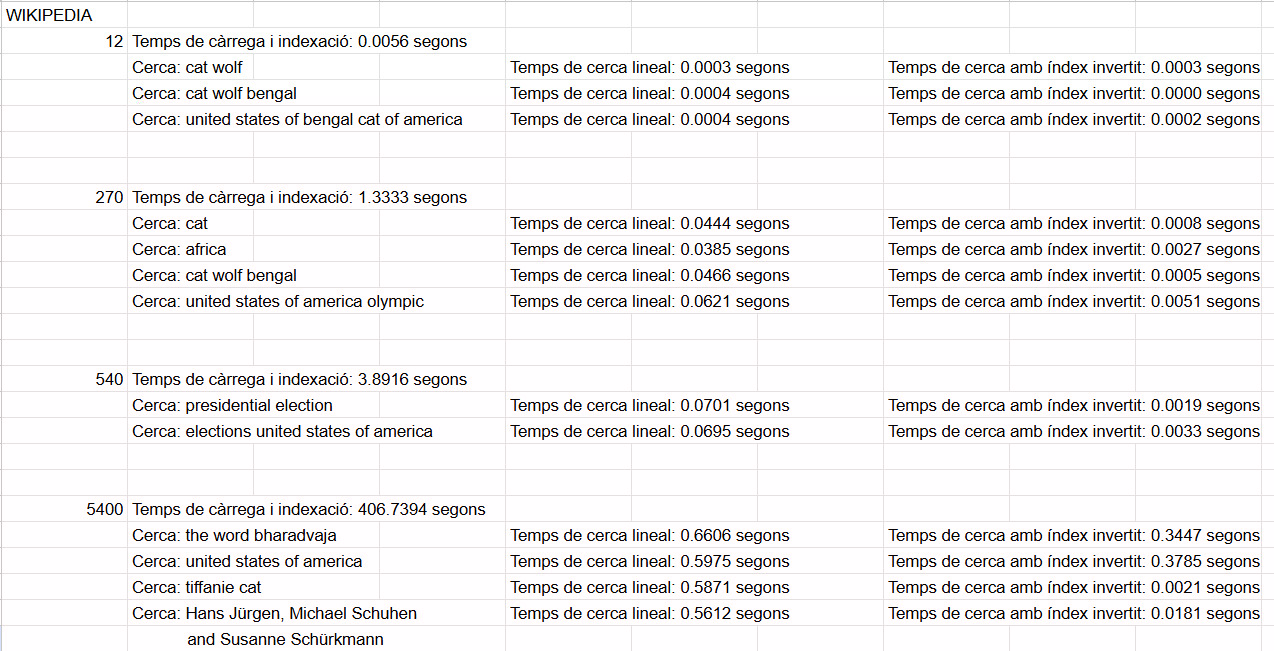 WIKIPEDIA
12 Temps de càrrega i indexació: 0.0056 segons
Cerca: cat wolf Temps de cerca lineal: 0.0003 segons Temps de cerca amb índex invertit: 0.0003 segons
Cerca: cat wolf bengal Temps de cerca lineal: 0.0004 segons Temps de cerca amb índex invertit: 0.0000 segons
Cerca: united states of bengal cat of america Temps de cerca lineal: 0.0004 segons Temps de cerca amb índex invertit: 0.0002 segons
270 Temps de càrrega i indexació: 1.3333 segons
Cerca: cat Temps de cerca lineal: 0.0444 segons Temps de cerca amb índex invertit: 0.0008 segons
Cerca: africa Temps de cerca lineal: 0.0385 segons Temps de cerca amb índex invertit: 0.0027 segons
Cerca: cat wolf bengal Temps de cerca lineal: 0.0466 segons Temps de cerca amb índex invertit: 0.0005 segons
Cerca: united states of america olympic Temps de cerca lineal: 0.0621 segons Temps de cerca amb índex invertit: 0.0051 segons
540 Temps de càrrega i indexació: 3.8916 segons
Cerca: presidential election Temps de cerca lineal: 0.0701 segons Temps de cerca amb índex invertit: 0.0019 segons
Cerca: elections united states of america Temps de cerca lineal: 0.0695 segons Temps de cerca amb índex invertit: 0.0033 segons
5400 Temps de càrrega i indexació: 406.7394 segons
Cerca: the word bharadvaja Temps de cerca lineal: 0.6606 segons Temps de cerca amb índex invertit: 0.3447 segons
Cerca: united states of america Temps de cerca lineal: 0.5975 segons Temps de cerca amb índex invertit: 0.3785 segons
Cerca: tiffanie cat Temps de cerca lineal: 0.5871 segons Temps de cerca amb índex invertit: 0.0021 segons
Cerca: Hans Jürgen, Michael Schuhen Temps de cerca lineal: 0.5612 segons Temps de cerca amb índex invertit: 0.0181 segons
and Susanne Schürkmann